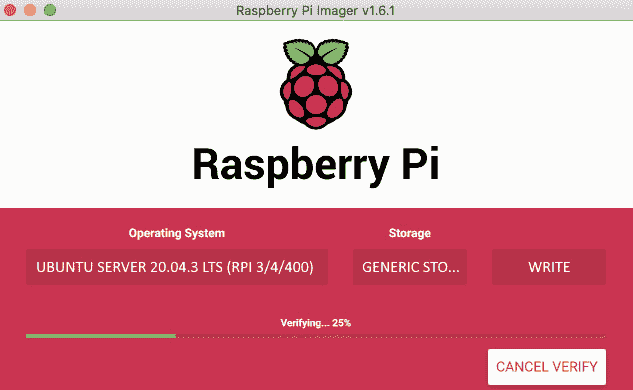 Raspberry Pi Imager v1.6.1
Raspberry Pi
Operating System
Storage
UBUNTU SERVER 20.04.3 LTS (RPI 3/4/400)
GENERIC STO...
WRITE
Verifying... 25%
CANCEL VERIFY